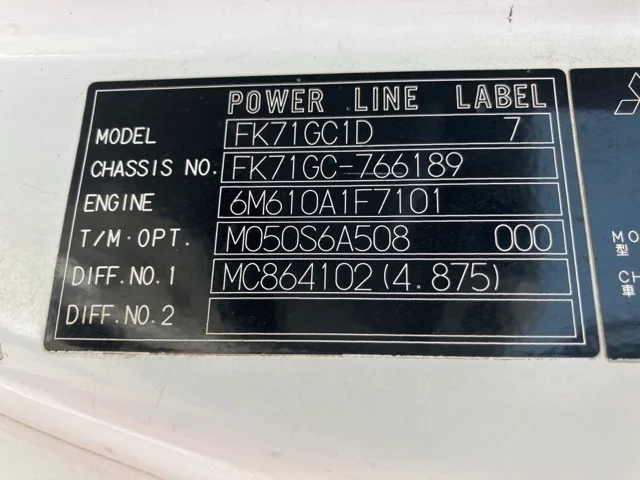 POWER LINE LABEL
MODEL FK71GC1D 7
CHASSIS NO. FK71GC-766189
ENGINE 6M610A1F7101
T/M·OPT. M050S6A508 000
DIFF.NO.1 MC864102(4.875)
DIFF.NO.2
MO
型
CH
車